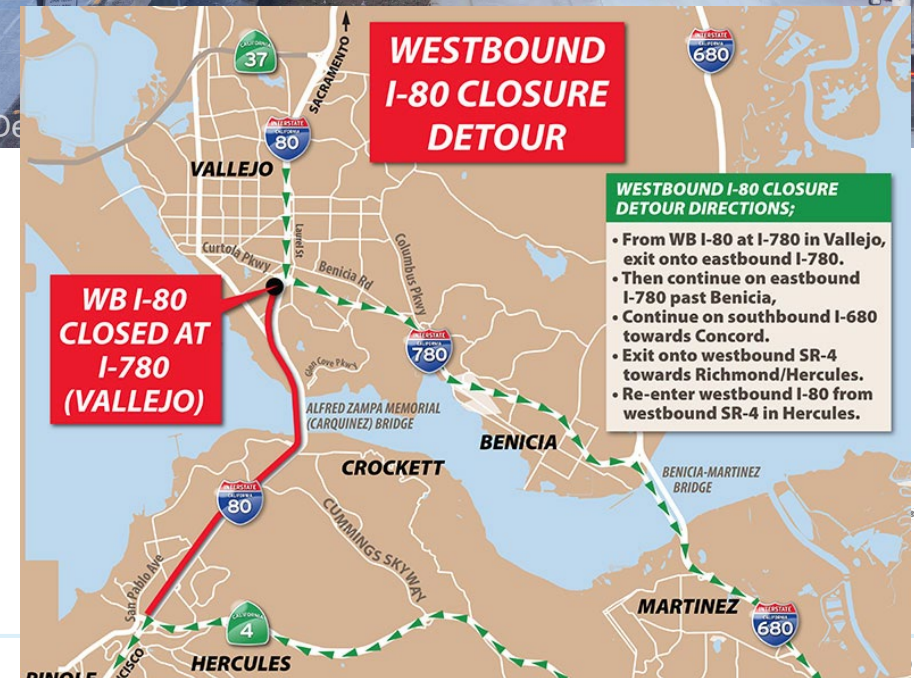 WESTBOUND
I-80 CLOSURE
DETOUR
CALIFORNIA
37
SACRAMENTO
INTERSTATE
680
INTERSTATE
CALIFORNIA
80
VALLEJO
Laurel St
Curtola Pkwy
Benicia Rd
Columbus Pkwy
WB I-80
CLOSED AT
I-780
(VALLEJO)
WESTBOUND I-80 CLOSURE
DETOUR DIRECTIONS;
• From WB I-80 at I-780 in Vallejo,
exit onto eastbound I-780.
• Then continue on eastbound
I-780 past Benicia,
• Continue on southbound I-680
towards Concord.
• Exit onto westbound SR-4
towards Richmond/Hercules.
• Re-enter westbound I-80 from
westbound SR-4 in Hercules.
INTERSTATE
CALIFORNIA
780
Glen Cove Pkwy
ALFRED ZAMPA MEMORIAL
(CARQUINEZ) BRIDGE
BENICIA
CROCKETT
BENICIA-MARTINEZ
BRIDGE
INTERSTATE
CALIFORNIA
80
CUMMINGS SKYWAY
San Pablo Ave
MARTINEZ
INTERSTATE
CALIFORNIA
680
CALIFORNIA
4
HERCULES
PINOLE